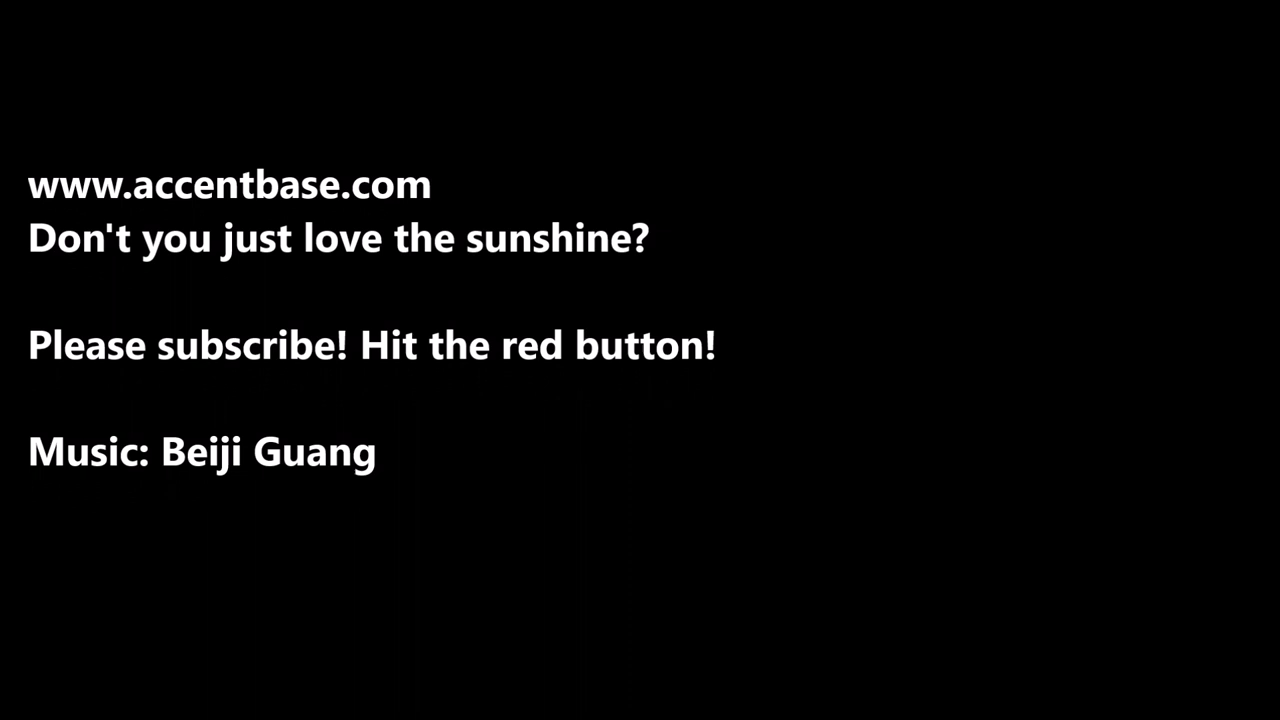 www.accentbase.com
Don't you just love the sunshine?
Please subscribe! Hit the red button!
Music: Beiji Guang